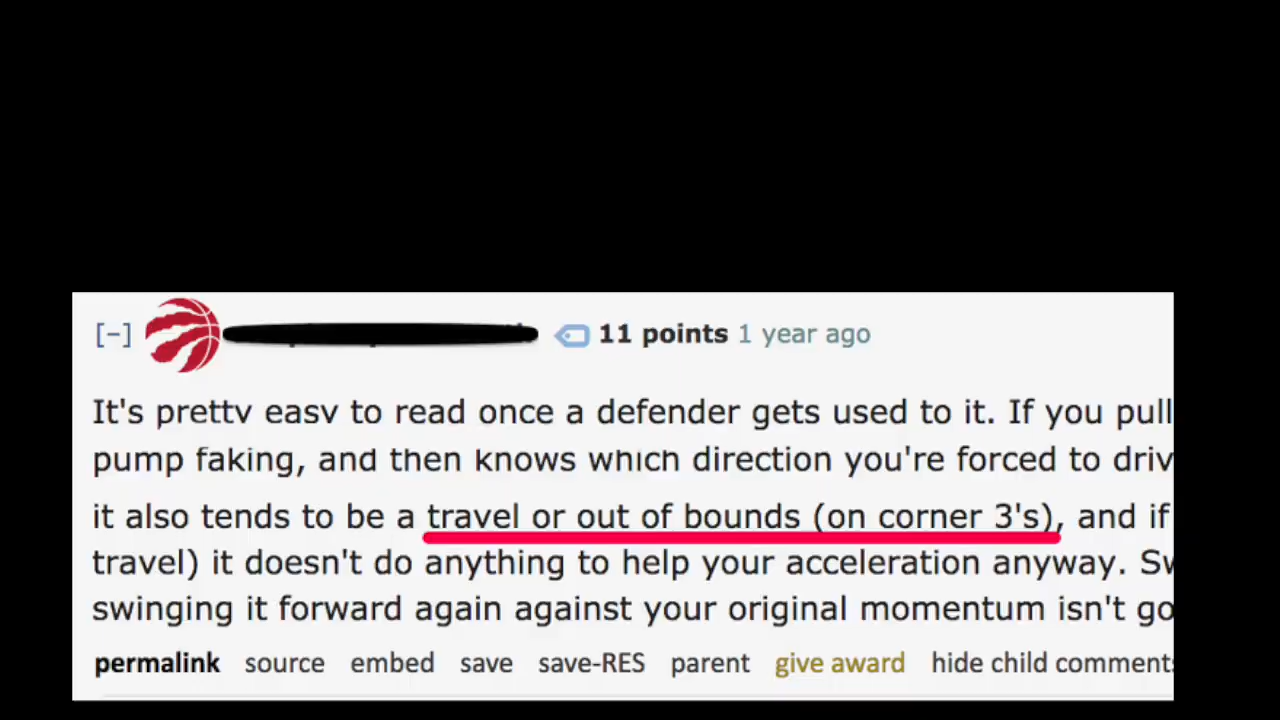 [–] 11 points 1 year ago
It's pretty easy to read once a defender gets used to it. If you pull
pump faking, and then knows which direction you're forced to driv
it also tends to be a travel or out of bounds (on corner 3's), and if
travel) it doesn't do anything to help your acceleration anyway. Sw
swinging it forward again against your original momentum isn't go
permalink source embed save save-RES parent give award hide child comments